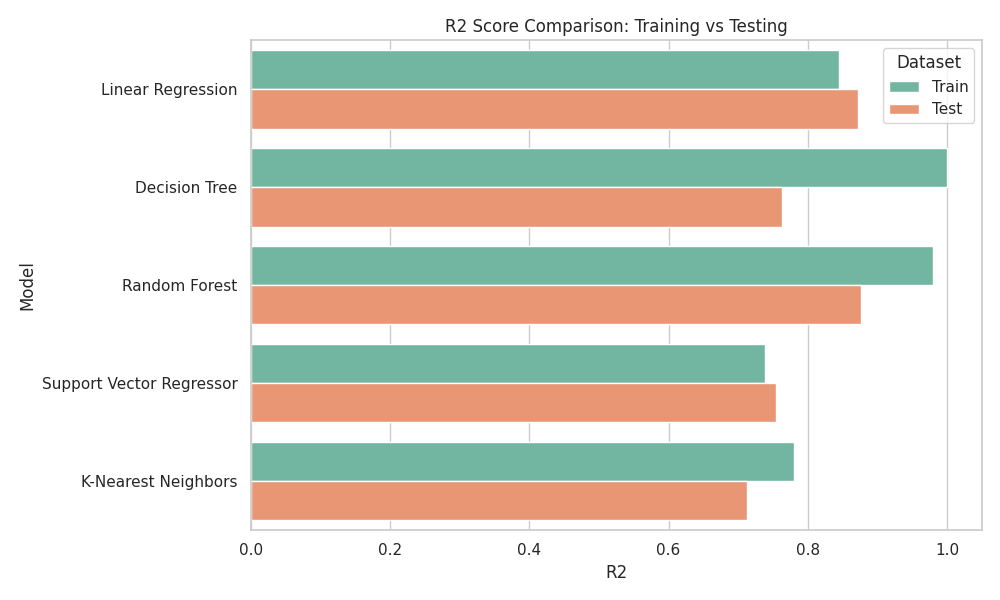 R2 Score Comparison: Training vs Testing
Dataset
Train
Test
Linear Regression
Decision Tree
Random Forest
Support Vector Regressor
K-Nearest Neighbors
Model
0.0 0.2 0.4 0.6 0.8 1.0
R2